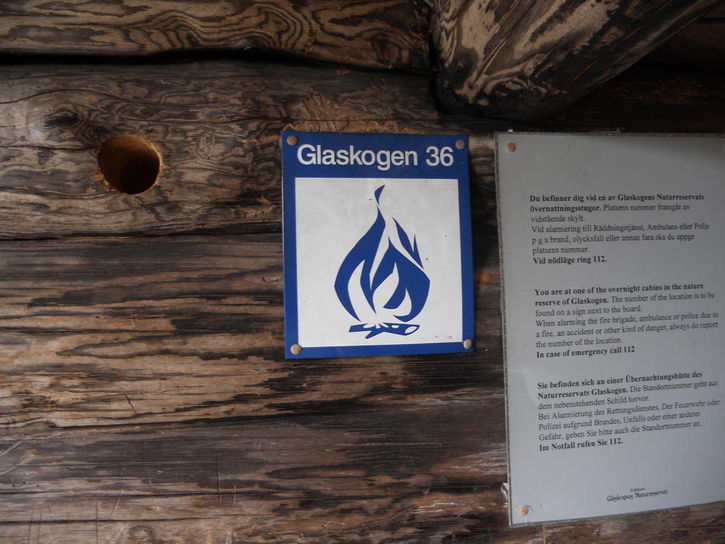 Glaskogen 36
Du befinner dig vid en av Glaskogens Naturreservats
övernattningsstugor. Platsens nummer framgår av
vidstående skylt.
Vid alarmering till Räddningstjänst, Ambulans eller Polis
p g a brand, olycksfall eller annan fara ska du uppge
platsens nummer.
Vid nödläge ring 112.
You are at one of the overnight cabins in the nature
reserve of Glaskogen. The number of the location is to be
found on a sign next to the board.
When alarming the fire brigade, ambulance or police due to
a fire, an accident or other kind of danger, always do report
the number of the location.
In case of emergency call 112
Sie befinden sich an einer Übernachtungshütte des
Naturreservats Glaskogen. Die Standortnummer geht aus
dem nebenstehenden Schild hervor.
Bei Alarmierung des Rettungsdienstes, Der Feuerwehr oder
Polizei aufgrund Brandes, Unfalls oder einer anderer
Gefahr, geben Sie bitte auch die Standortnummer an.
Im Notfall rufen Sie 112.
Glaskogens Naturreservat